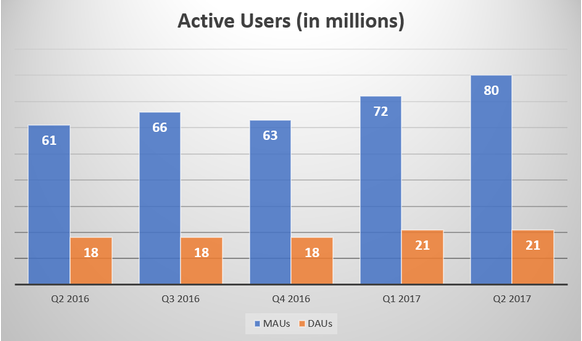 Active Users (in millions)
61
18
66
18
63
18
72
21
80
21
Q2 2016
Q3 2016
Q4 2016
Q1 2017
Q2 2017
MAUs
DAUs